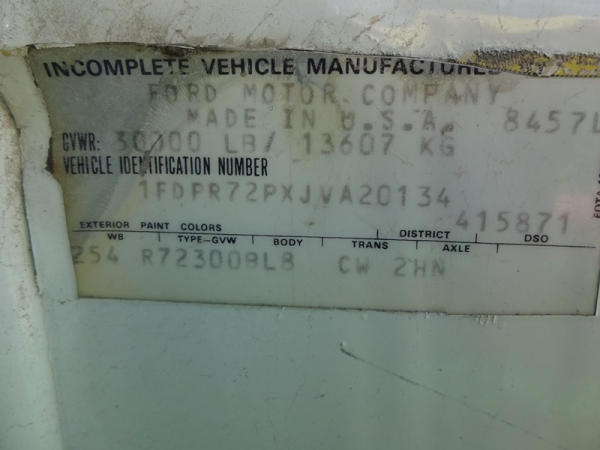 INCOMPLETE VEHICLE MANUFACTURED
FORD MOTOR COMPANY
MADE IN U.S.A. 8457L
GVWR: 30000 LB/ 13607 KG
VEHICLE IDENTIFICATION NUMBER
1FDPR72PXJVA20134
415871
EXTERIOR PAINT COLORS DISTRICT DSO
WB TYPE-GVW BODY TRANS AXLE
254 R723008L8 CW 2HN